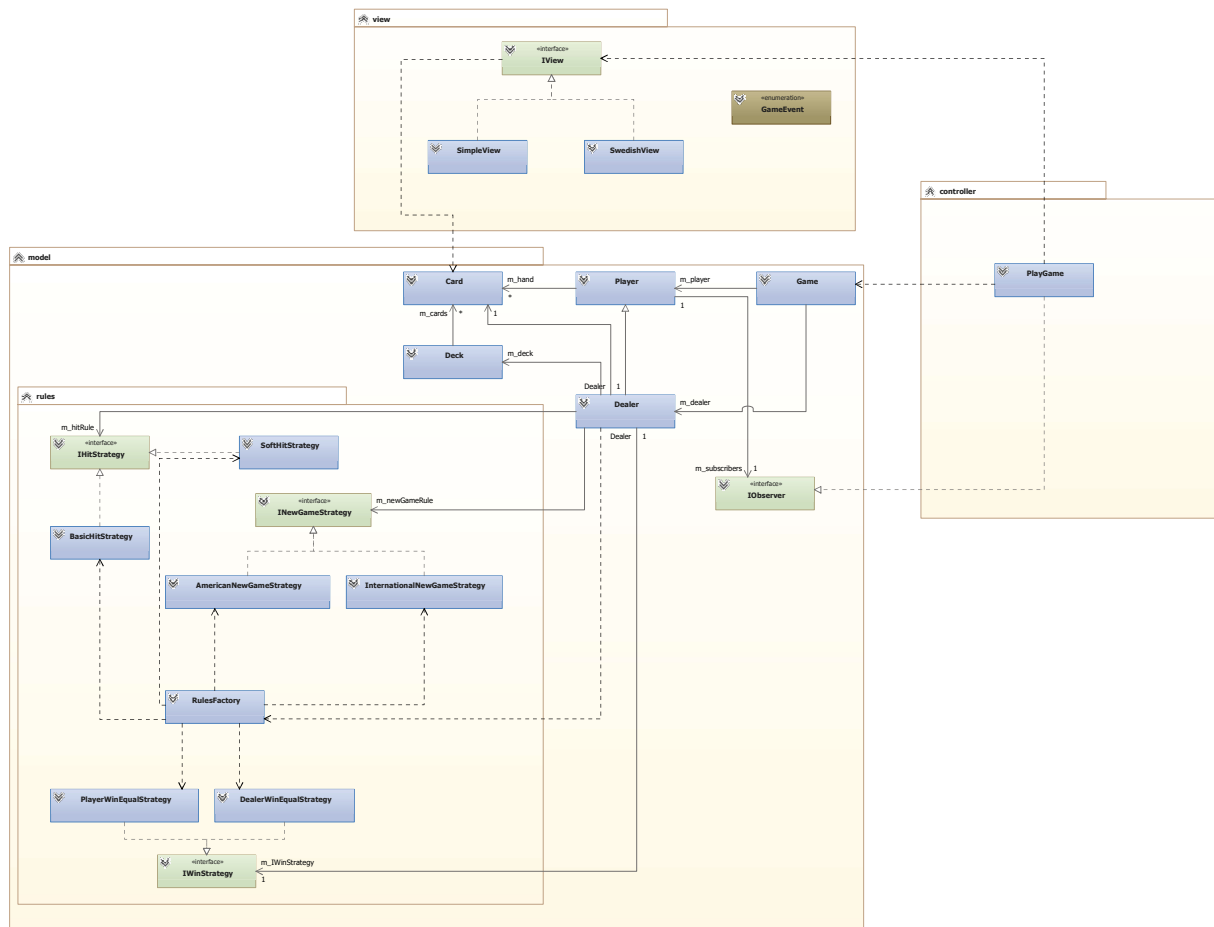 view
«interface»
IView
«enumeration»
GameEvent
SimpleView
SwedishView
controller
model
Card
m_hand
*
Player
m_player
1
Game
PlayGame
m_cards
*
1
Deck
m_deck
Dealer
1
rules
Dealer
m_dealer
Dealer
1
m_hitRule
«interface»
IHitStrategy
SoftHitStrategy
m_subscribers
1
«interface»
IObserver
«interface»
INewGameStrategy
m_newGameRule
BasicHitStrategy
AmericanNewGameStrategy
InternationalNewGameStrategy
RulesFactory
PlayerWinEqualStrategy
DealerWinEqualStrategy
«interface»
IWinStrategy
m_IWinStrategy
1